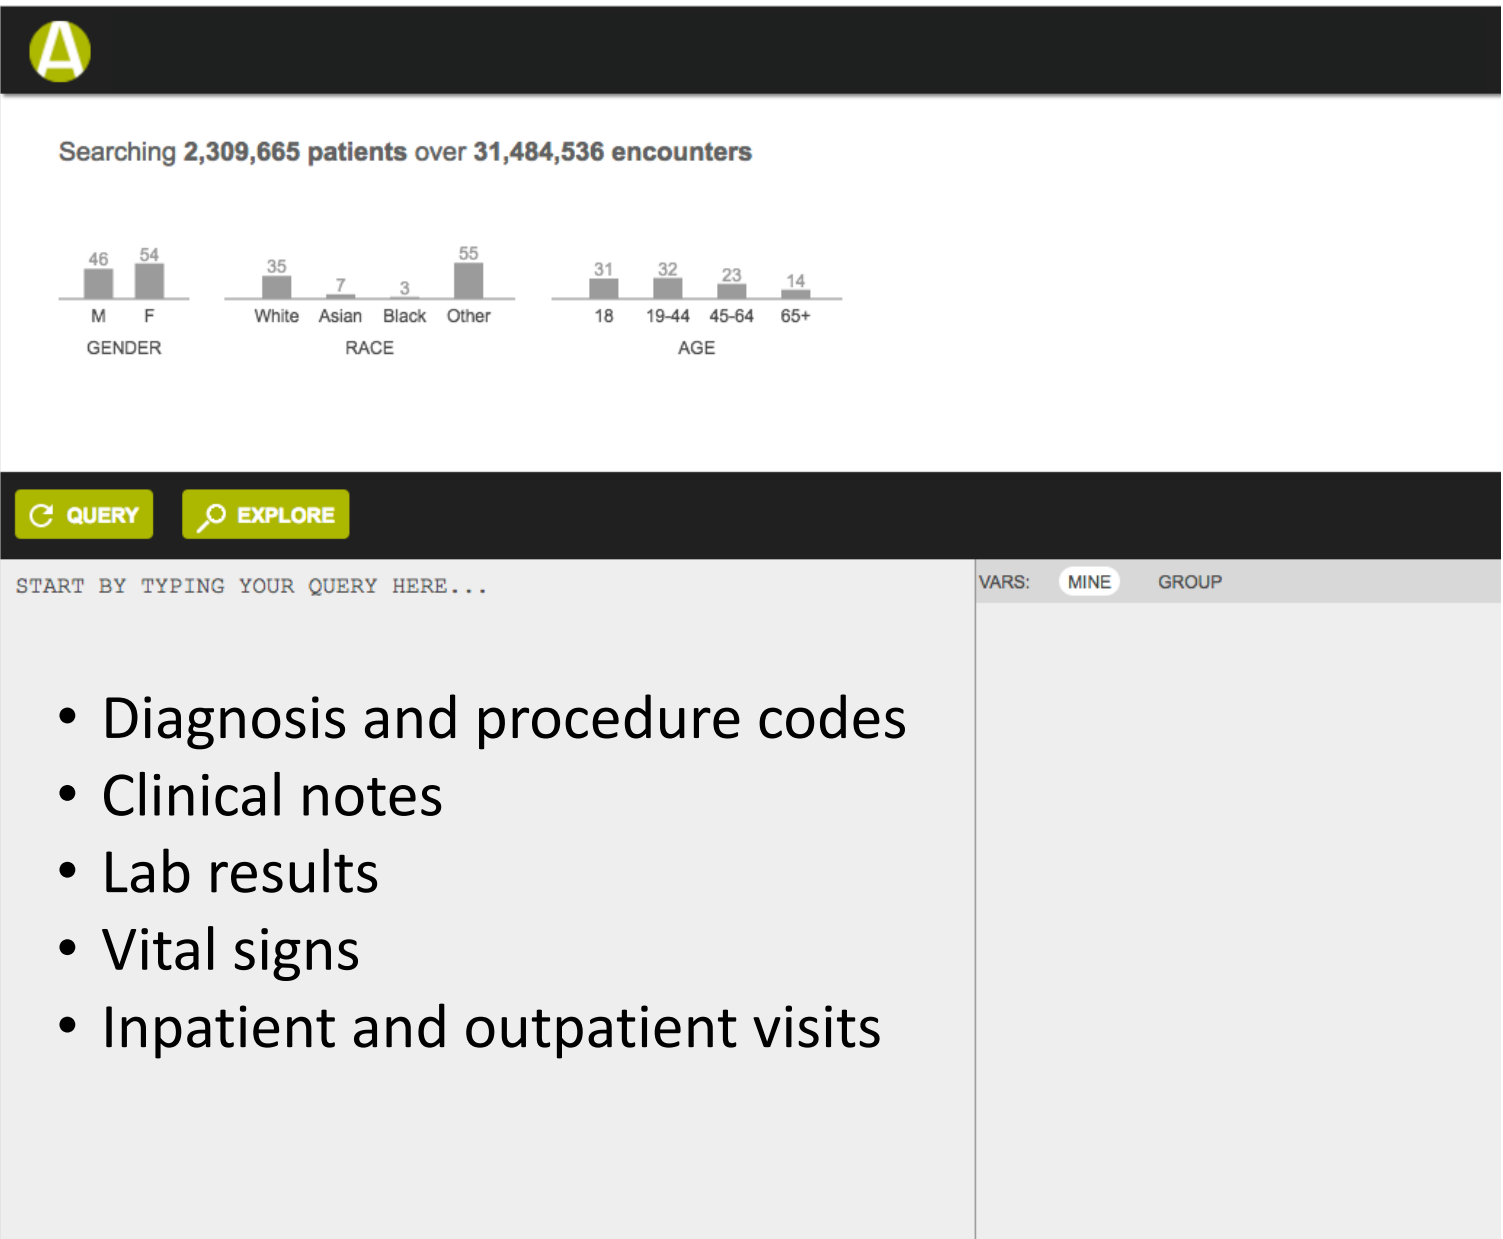 A
Searching 2,309,665 patients over 31,484,536 encounters
46 54
M F
GENDER
35 7 3 55
White Asian Black Other
RACE
31 32 23 14
18 19-44 45-64 65+
AGE
QUERY EXPLORE
START BY TYPING YOUR QUERY HERE...
VARS: MINE GROUP
• Diagnosis and procedure codes
• Clinical notes
• Lab results
• Vital signs
• Inpatient and outpatient visits